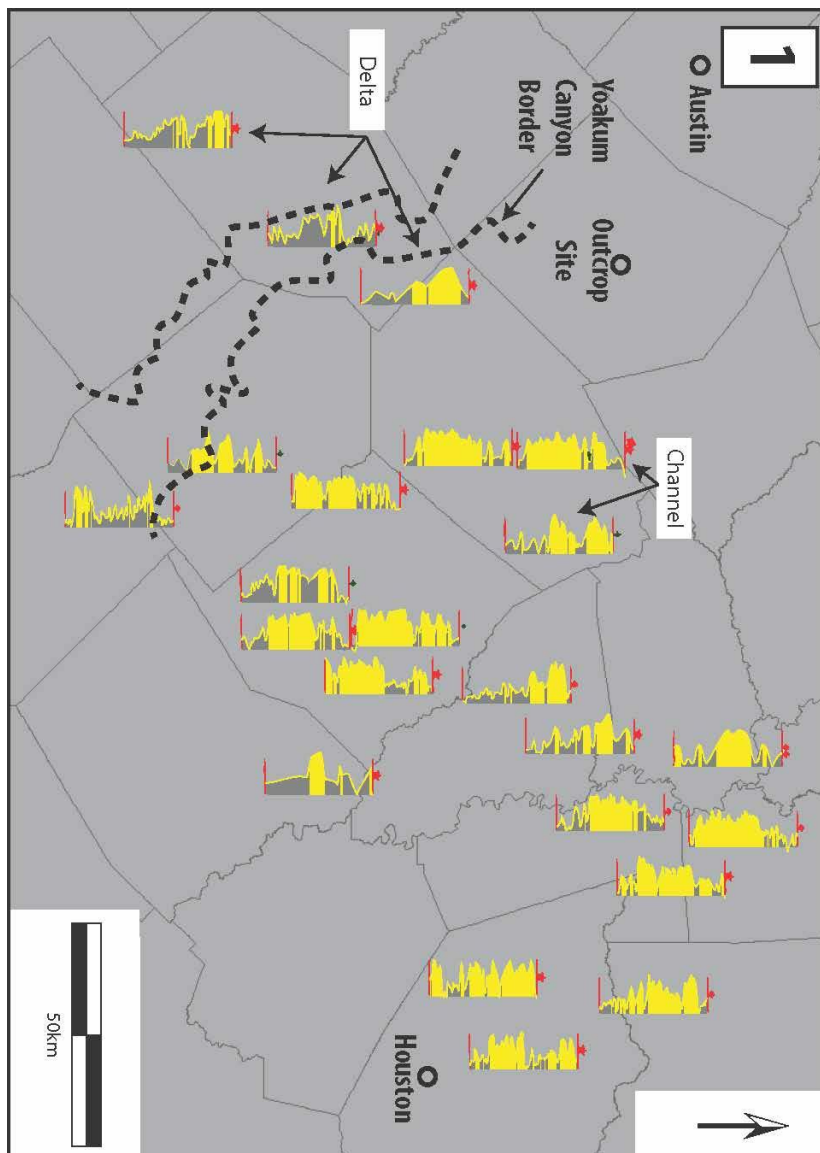 1
Austin
Outcrop
Site
Yoakum
Canyon
Border
Delta
Channel
Houston
50km